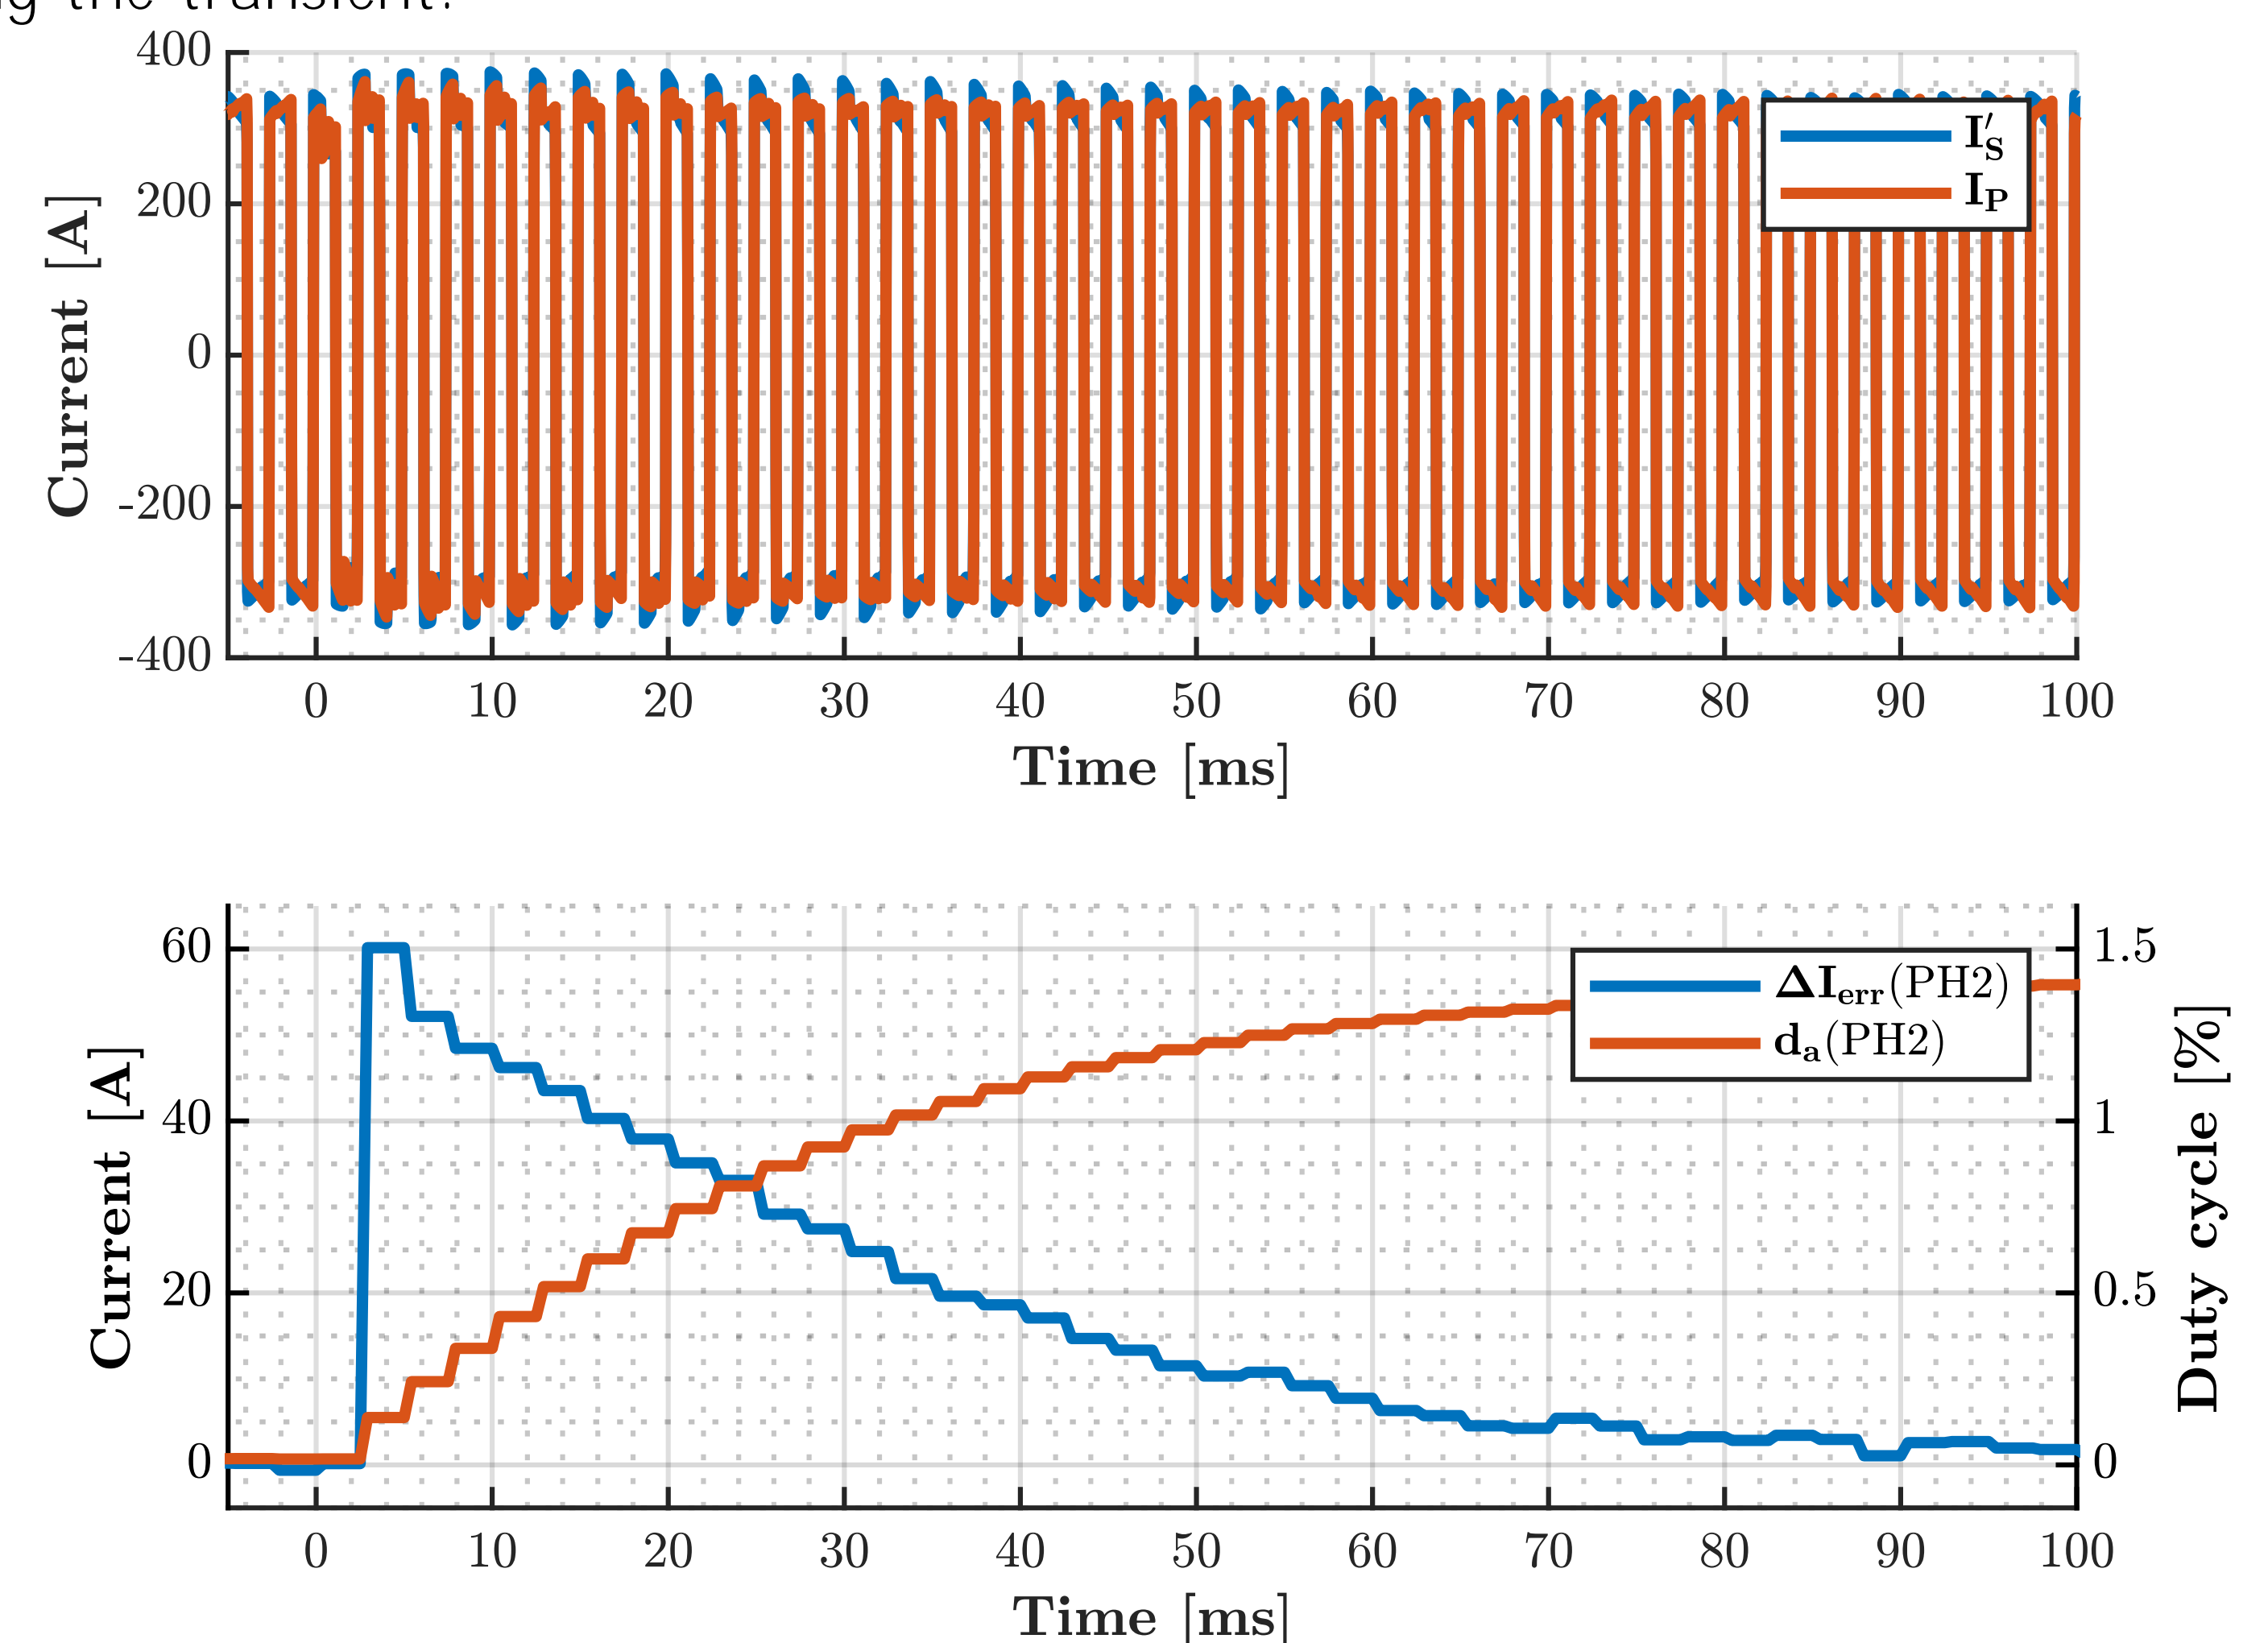 the transient.
400
200
0
-200
-400
Current [A]
0 10 20 30 40 50 60 70 80 90 100
Time [ms]
I'S
IP
60
40
20
0
Current [A]
1.5
1
0.5
0
Duty cycle [%]
0 10 20 30 40 50 60 70 80 90 100
Time [ms]
ΔIerr(PH2)
da(PH2)